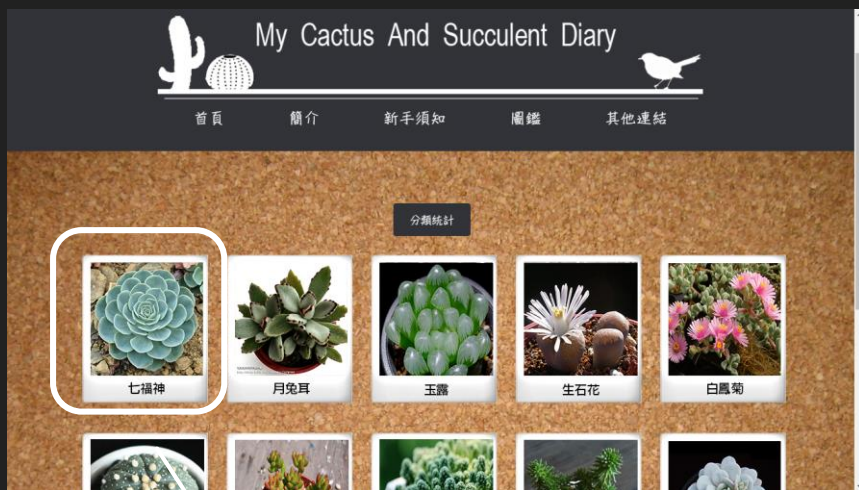 My Cactus And Succulent Diary
首頁 簡介 新手須知 圖鑑 其他連結
分類統計
七福神 月兔耳 玉露 生石花 白鳳菊